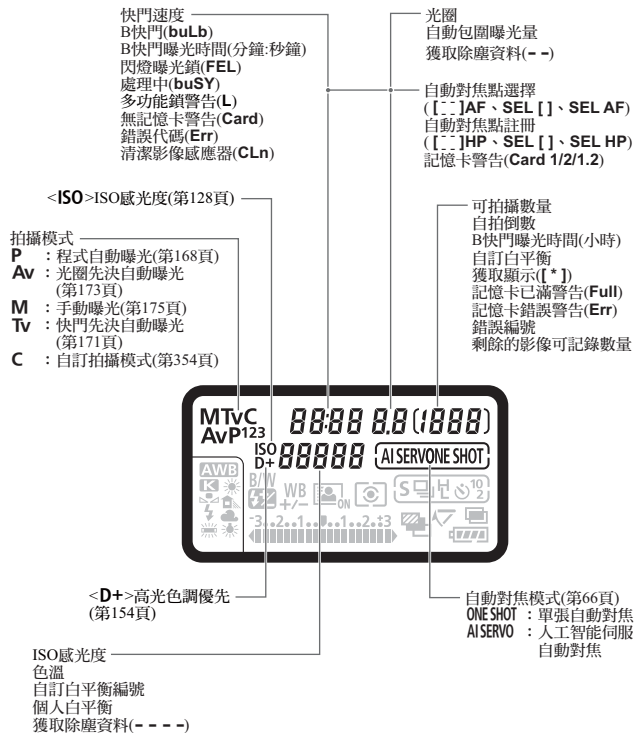 快門速度
B快門(buLb)
B快門曝光時間(分鐘:秒鐘)
閃燈曝光鎖(FEL)
處理中(buSY)
多功能鎖警告(L)
無記憶卡警告(Card)
錯誤代碼(Err)
清潔影像感應器(CLn)
光圈
自動包圍曝光量
獲取除塵資料(- -)
自動對焦點選擇
([- -]AF、SEL [ ]、SEL AF)
自動對焦點註冊
([- -]HP、SEL [ ]、SEL HP)
記憶卡警告(Card 1/2/1.2)
<ISO>ISO感光度(第128頁)
拍攝模式
P ：程式自動曝光(第168頁)
Av：光圈先決自動曝光
(第173頁)
M ：手動曝光(第175頁)
Tv：快門先決自動曝光
(第171頁)
C ：自訂拍攝模式(第354頁)
可拍攝數量
自拍倒數
B快門曝光時間(小時)
自訂白平衡
獲取顯示([ * ])
記憶卡已滿警告(Full)
記憶卡錯誤警告(Err)
錯誤編號
剩餘的影像可記錄數量
MTvC 88:88 8.8 (1888)
AvP123
ISO
D+ 88888 AI SERVONE SHOT
AWB
K
B/W
WB
+/-
ON
S H 10
2
-3..2..1..0..1..2..+3
<D+>高光色調優先
(第154頁)
自動對焦模式(第66頁)
ONE SHOT ：單張自動對焦
AI SERVO ：人工智能伺服
自動對焦
ISO感光度
色溫
自訂白平衡編號
個人白平衡
獲取除塵資料(- - - -)